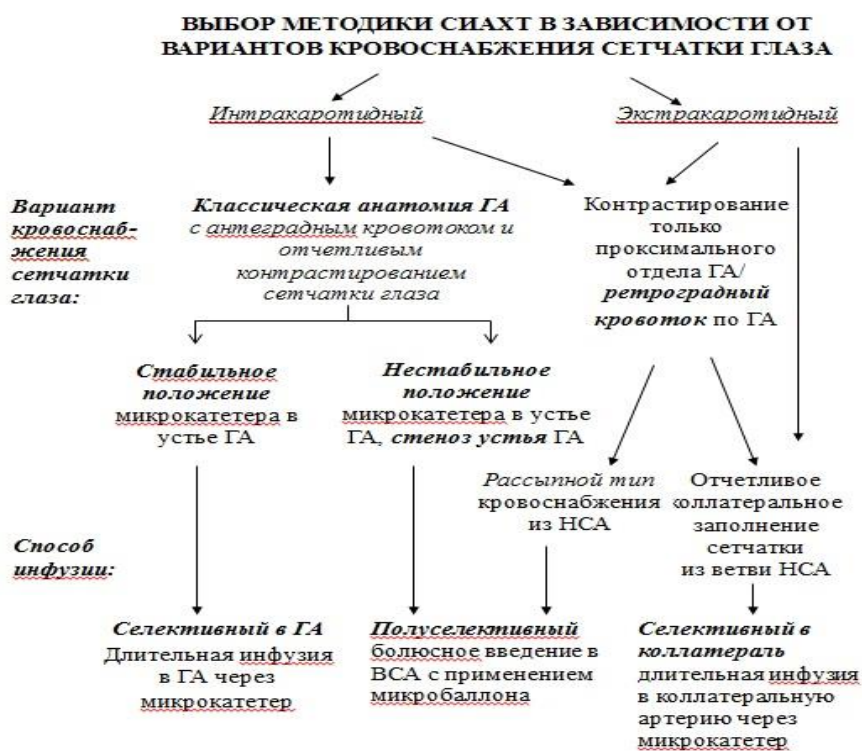 ВЫБОР МЕТОДИКИ СИАХТ В ЗАВИСИМОСТИ ОТ
ВАРИАНТОВ КРОВОСНАБЖЕНИЯ СЕТЧАТКИ ГЛАЗА
Интракаротидный
Экстракаротидный
Вариант
кровоснаб-
жения
сетчатки
глаза:
Классическая анатомия ГА
с антеградным кровотоком и
отчетливым
контрастированием
сетчатки глаза
Контрастирование
только
проксимального
отдела ГА/
ретроградный
кровоток по ГА
Стабильное
положение
микрокатетера в
устье ГА
Нестабильное
положение
микрокатетера в устье
ГА, стеноз устья ГА
Рассыпной тип
кровоснабжения
из НСА
Отчетливое
коллатеральное
заполнение
сетчатки
из ветви НСА
Способ
инфузии:
Селективный в ГА
Длительная инфузия
в ГА через
микрокатетер
Полуселективный
болюсное введение в
ВСА с применением
микробаллона
Селективный в
коллатераль
длительная инфузия
в коллатеральную
артерию через
микрокатетер